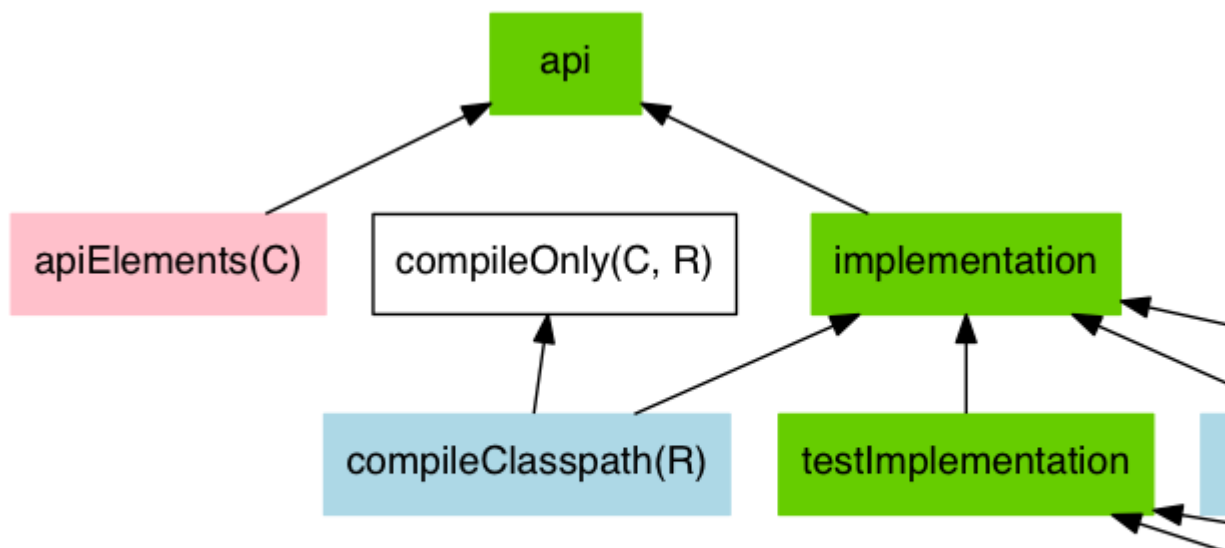 api
apiElements(C)
compileOnly(C, R)
implementation
compileClasspath(R)
testImplementation